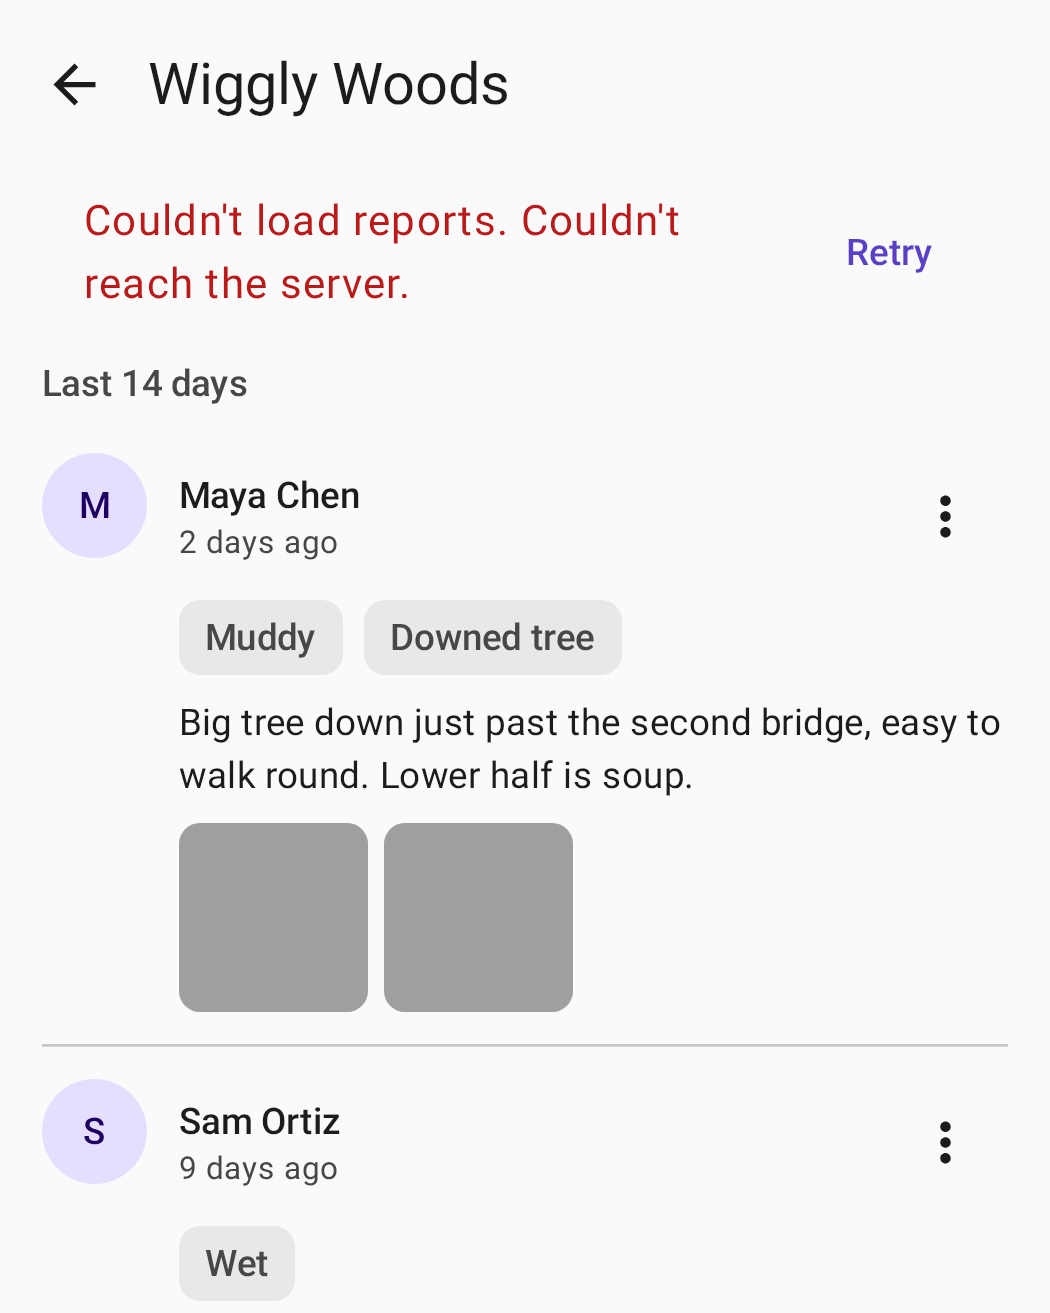 Wiggly Woods
Couldn't load reports. Couldn't
reach the server.
Retry
Last 14 days
M
Maya Chen
2 days ago
Muddy
Downed tree
Big tree down just past the second bridge, easy to
walk round. Lower half is soup.
S
Sam Ortiz
9 days ago
Wet